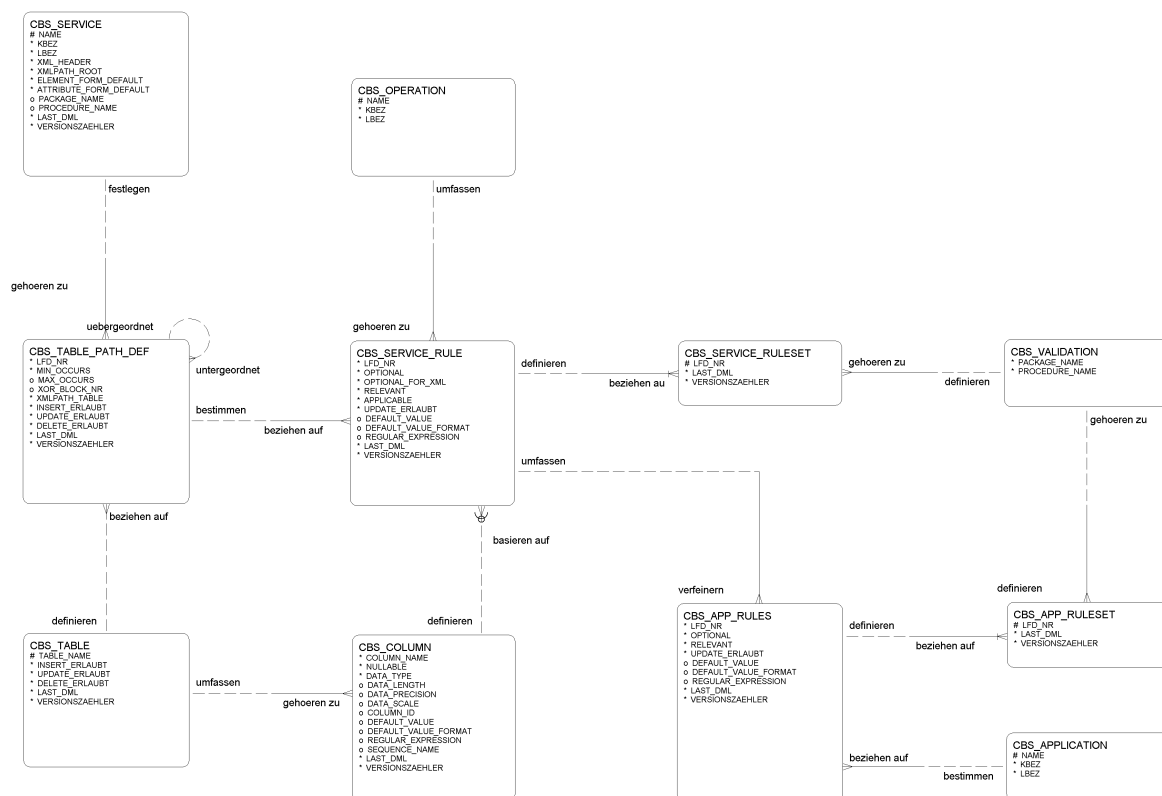 CBS_SERVICE
# NAME
* KBEZ
* LBEZ
* XML_HEADER
* XMLPATH_ROOT
* ELEMENT_FORM_DEFAULT
* ATTRIBUTE_FORM_DEFAULT
o PACKAGE_NAME
o PROCEDURE_NAME
* LAST_DML
* VERSIONSZAEHLER
festlegen
gehoeren zu
CBS_OPERATION
# NAME
* KBEZ
* LBEZ
umfassen
gehoeren zu
uebergeordnet
untergeordnet
CBS_TABLE_PATH_DEF
* LFD_NR
* MIN_OCCURS
o MAX_OCCURS
o XOR_BLOCK_NR
* XMLPATH_TABLE
* INSERT_ERLAUBT
* UPDATE_ERLAUBT
* DELETE_ERLAUBT
* LAST_DML
* VERSIONSZAEHLER
bestimmen
beziehen auf
CBS_SERVICE_RULE
* LFD_NR
* OPTIONAL
* OPTIONAL_FOR_XML
* RELEVANT
* APPLICABLE
* UPDATE_ERLAUBT
o DEFAULT_VALUE
o DEFAULT_VALUE_FORMAT
o REGULAR_EXPRESSION
* LAST_DML
* VERSIONSZAEHLER
definieren
beziehen au
CBS_SERVICE_RULESET
# LFD_NR
* LAST_DML
* VERSIONSZAEHLER
gehoeren zu
definieren
CBS_VALIDATION
* PACKAGE_NAME
* PROCEDURE_NAME
gehoeren zu
definieren
umfassen
verfeinern
beziehen auf
definieren
basieren auf
definieren
CBS_TABLE
# TABLE_NAME
* INSERT_ERLAUBT
* UPDATE_ERLAUBT
* DELETE_ERLAUBT
* LAST_DML
* VERSIONSZAEHLER
umfassen
gehoeren zu
CBS_COLUMN
* COLUMN_NAME
* NULLABLE
* DATA_TYPE
o DATA_LENGTH
o DATA_PRECISION
o DATA_SCALE
o COLUMN_ID
o DEFAULT_VALUE
o DEFAULT_VALUE_FORMAT
o REGULAR_EXPRESSION
o SEQUENCE_NAME
* LAST_DML
* VERSIONSZAEHLER
CBS_APP_RULES
* LFD_NR
* OPTIONAL
* RELEVANT
* UPDATE_ERLAUBT
o DEFAULT_VALUE
o DEFAULT_VALUE_FORMAT
o REGULAR_EXPRESSION
* LAST_DML
* VERSIONSZAEHLER
definieren
beziehen auf
CBS_APP_RULESET
# LFD_NR
* LAST_DML
* VERSIONSZAEHLER
beziehen auf
bestimmen
CBS_APPLICATION
# NAME
* KBEZ
* LBEZ